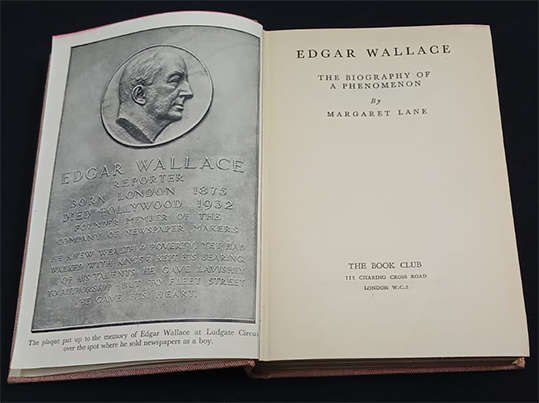 EDGAR WALLACE
REPORTER
BORN LONDON 1875
DIED HOLLYWOOD 1932
FOUNDER MEMBER OF THE
COMPANY OF NEWSPAPER MAKERS
HE KNEW WEALTH & POVERTY, YET HAD
WALKED WITH KINGS & KEPT HIS BEARING.
OF HIS TALENTS HE GAVE LAVISHLY
TO AUTHORSHIP TO FLEET STREET
HE GAVE HIS HEART.
The plaque put up to the memory of Edgar Wallace at Ludgate Circu
over the spot where he sold newspapers as a boy.
EDGAR WALLACE
THE BIOGRAPHY OF
A PHENOMENON
By
MARGARET LANE
THE BOOK CLUB
CHARING CROSS ROAD
LONDON W.C.2